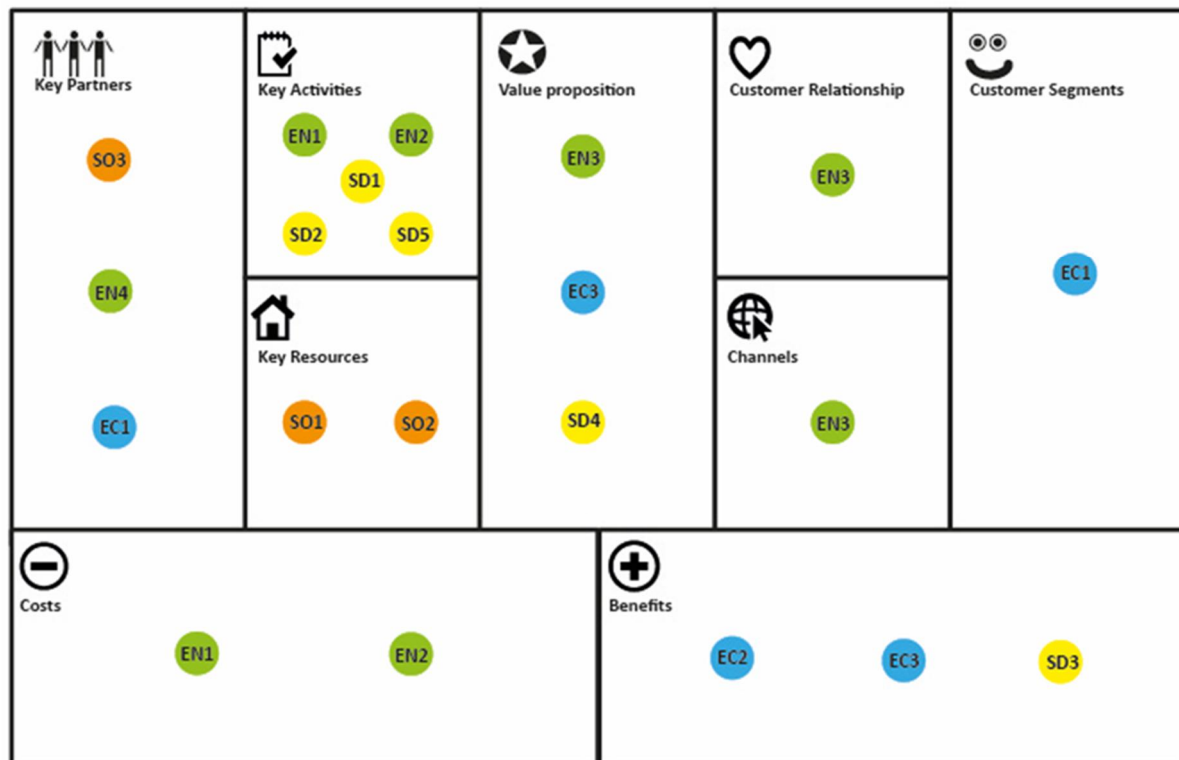 Key Partners
SO3
EN4
EC1
Key Activities
EN1 EN2
SD1
SD2 SD5
Key Resources
SO1 SO2
Value proposition
EN3
EC3
SD4
Customer Relationship
EN3
Channels
EN3
Customer Segments
EC1
Costs
EN1 EN2
Benefits
EC2 EC3 SD3